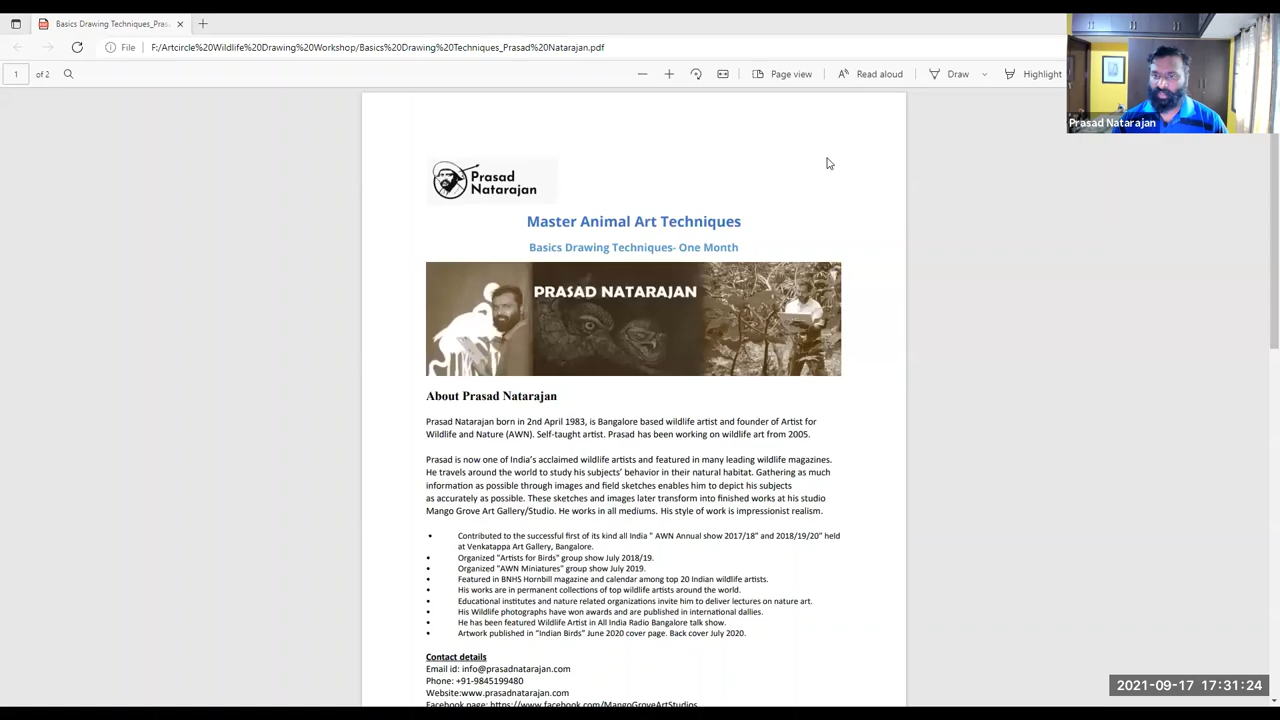 Basics Drawing Techniques_Pras
File
F:/Artcircle%20Wildlife%20Drawing%20Workshop/Basics%20Drawing%20Techniques_Prasad%20Natarajan.pdf
1 of 2
Page view
Read aloud
Draw
Highlight
Prasad Natarajan
Prasad
Natarajan
Master Animal Art Techniques
Basics Drawing Techniques- One Month
PRASAD NATARAJAN
About Prasad Natarajan
Prasad Natarajan born in 2nd April 1983, is Bangalore based wildlife artist and founder of Artist for
Wildlife and Nature (AWN). Self-taught artist. Prasad has been working on wildlife art from 2005.
Prasad is now one of India's acclaimed wildlife artists and featured in many leading wildlife magazines.
He travels around the world to study his subjects' behavior in their natural habitat. Gathering as much
information as possible through images and field sketches enables him to depict his subjects
as accurately as possible. These sketches and images later transform into finished works at his studio
Mango Grove Art Gallery/Studio. He works in all mediums. His style of work is impressionist realism.
• Contributed to the successful first of its kind all India " AWN Annual show 2017/18" and 2018/19/20" held
at Venkatappa Art Gallery, Bangalore.
• Organized "Artists for Birds" group show July 2018/19.
• Organized "AWN Miniatures" group show July 2019.
• Featured in BNHS Hornbill magazine and calendar among top 20 Indian wildlife artists.
• His works are in permanent collections of top wildlife artists around the world.
• Educational institutes and nature related organizations invite him to deliver lectures on nature art.
• His Wildlife photographs have won awards and are published in international dallies.
• He has been featured Wildlife Artist in All India Radio Bangalore talk show.
• Artwork published in "Indian Birds" June 2020 cover page. Back cover July 2020.
Contact details
Email id: info@prasadnatarajan.com
Phone: +91-9845199480
Website:www.prasadnatarajan.com
Facebook page: https://www.facebook.com/MangoGroveArtStudios
2021-09-17 17:31:24